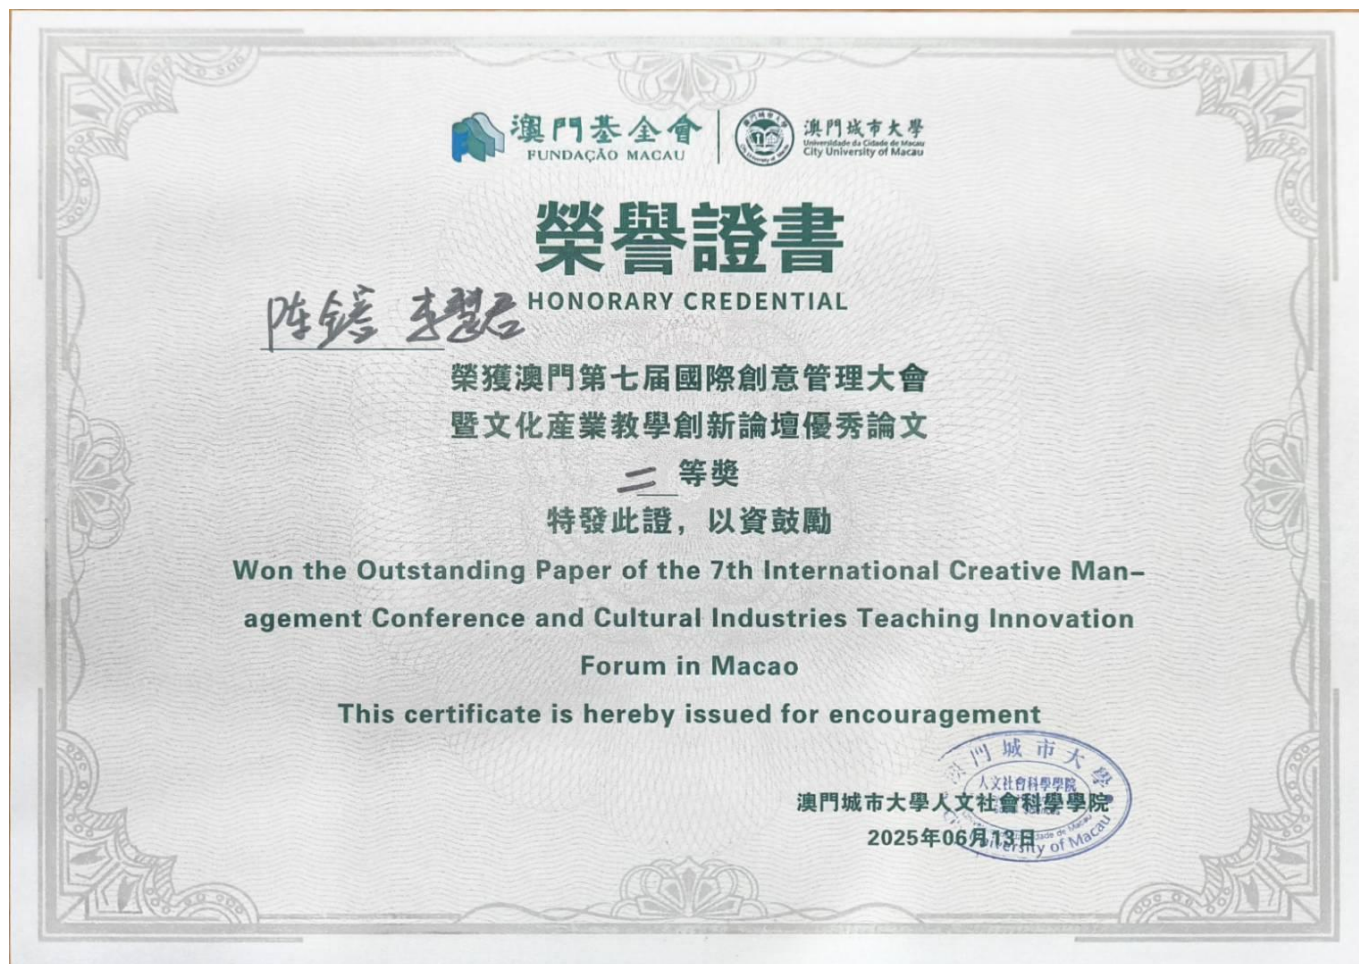 澳門基金會
FUNDAÇÃO MACAU
澳門城市大學
Universidade da Cidade de Macau
City University of Macau
榮譽證書
HONORARY CREDENTIAL
陈 李
榮獲澳門第七届國際創意管理大會
暨文化産業教學創新論壇優秀論文
二 等獎
特發此證，以資鼓勵
Won the Outstanding Paper of the 7th International Creative Man-
agement Conference and Cultural Industries Teaching Innovation
Forum in Macao
This certificate is hereby issued for encouragement
澳門城市大學
人文社會科學學院
澳門城市大學人文社會科學學院
2025年06月13日
University of Macau